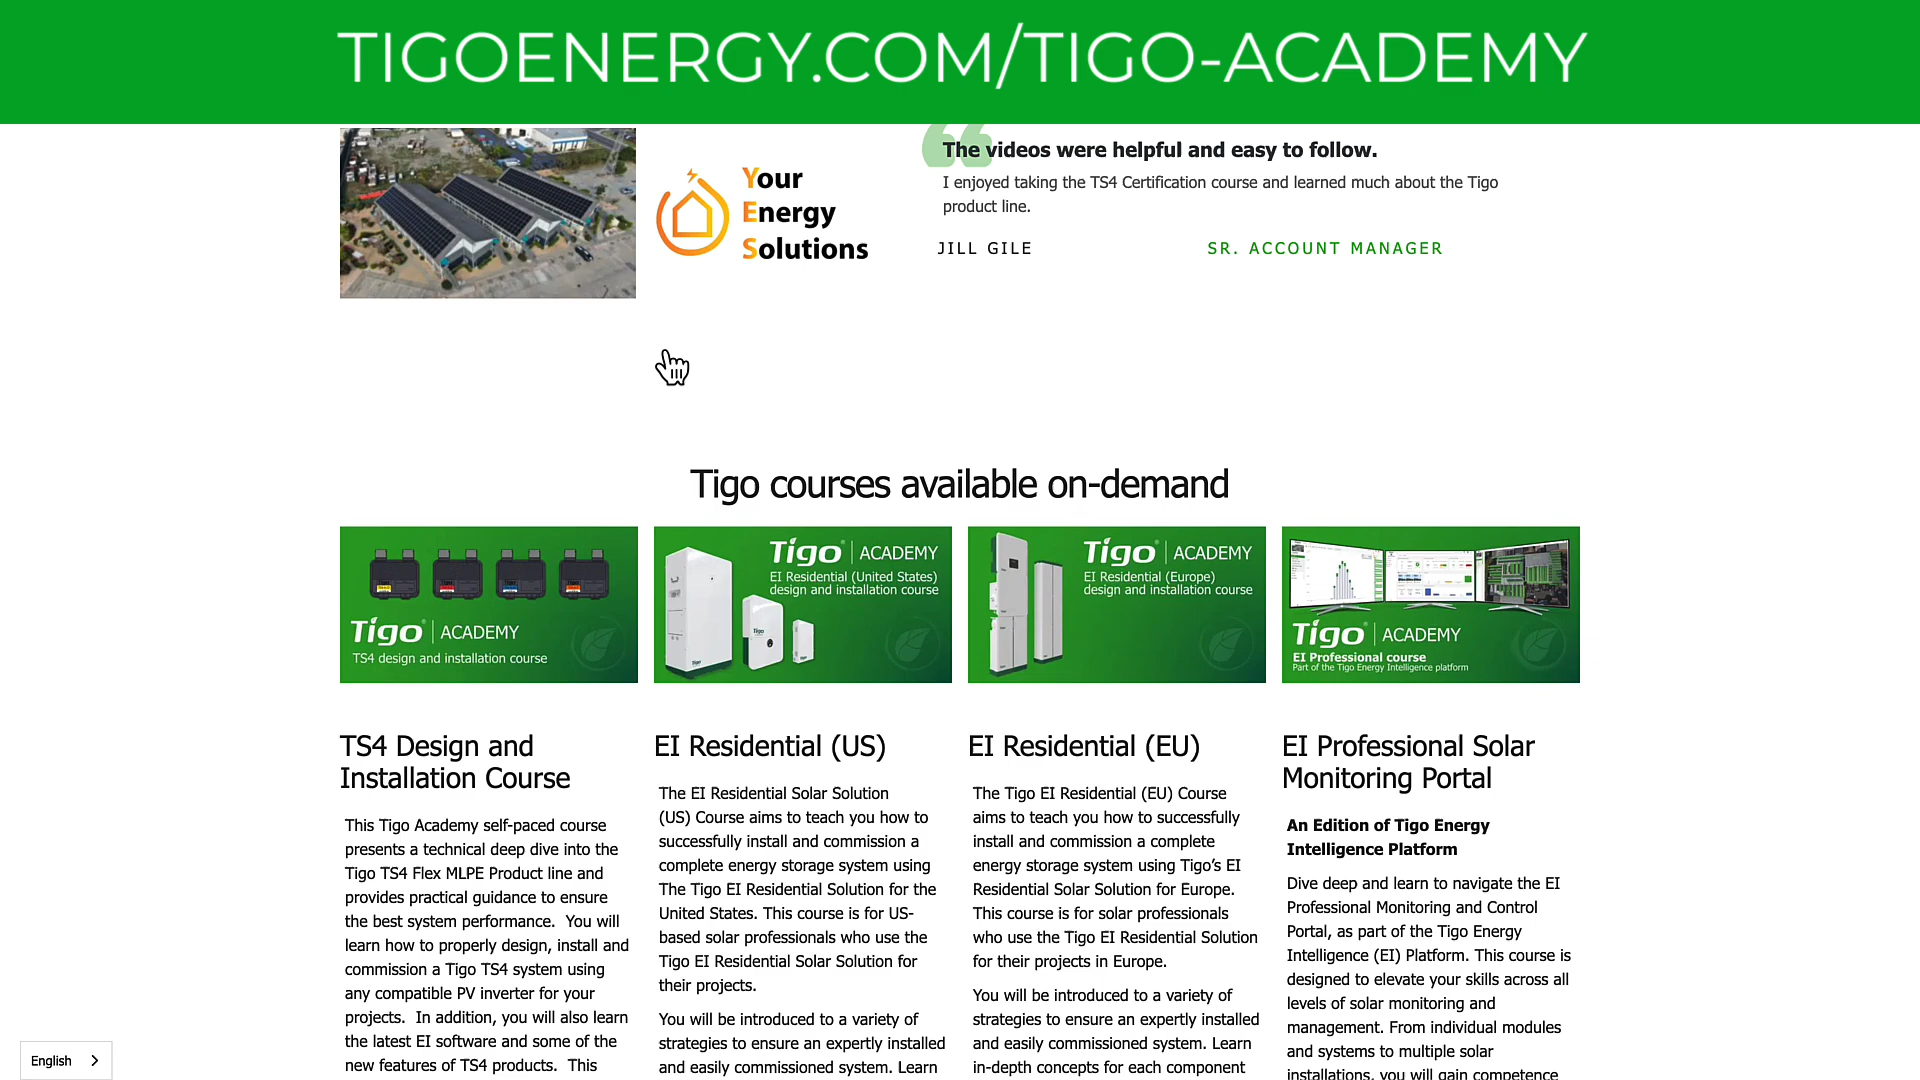 TIGOENERGY.COM/TIGO-ACADEMY
Your
Energy
Solutions
The videos were helpful and easy to follow.
I enjoyed taking the TS4 Certification course and learned much about the Tigo
product line.
JILL GILE
SR. ACCOUNT MANAGER
Tigo courses available on-demand
Tigo | ACADEMY
TS4 design and installation course
Tigo | ACADEMY
EI Residential (United States)
design and installation course
Tigo | ACADEMY
EI Residential (Europe)
design and installation course
Tigo | ACADEMY
EI Professional course
Part of the Tigo Energy Intelligence platform
TS4 Design and
Installation Course
This Tigo Academy self-paced course
presents a technical deep dive into the
Tigo TS4 Flex MLPE Product line and
provides practical guidance to ensure
the best system performance.  You will
learn how to properly design, install and
commission a Tigo TS4 system using
any compatible PV inverter for your
projects.  In addition, you will also learn
the latest EI software and some of the
new features of TS4 products.  This
EI Residential (US)
The EI Residential Solar Solution
(US) Course aims to teach you how to
successfully install and commission a
complete energy storage system using
The Tigo EI Residential Solution for the
United States. This course is for US-
based solar professionals who use the
Tigo EI Residential Solar Solution for
their projects.
You will be introduced to a variety of
strategies to ensure an expertly installed
and easily commissioned system. Learn
EI Residential (EU)
The Tigo EI Residential (EU) Course
aims to teach you how to successfully
install and commission a complete
energy storage system using Tigo’s EI
Residential Solar Solution for Europe.
This course is for solar professionals
who use the Tigo EI Residential Solution
for their projects in Europe.
You will be introduced to a variety of
strategies to ensure an expertly installed
and easily commissioned system. Learn
in-depth concepts for each component
EI Professional Solar
Monitoring Portal
An Edition of Tigo Energy
Intelligence Platform
Dive deep and learn to navigate the EI
Professional Monitoring and Control
Portal, as part of the Tigo Energy
Intelligence (EI) Platform. This course is
designed to elevate your skills across all
levels of solar monitoring and
management. From individual modules
and systems to multiple solar
installations, you will gain competence
English